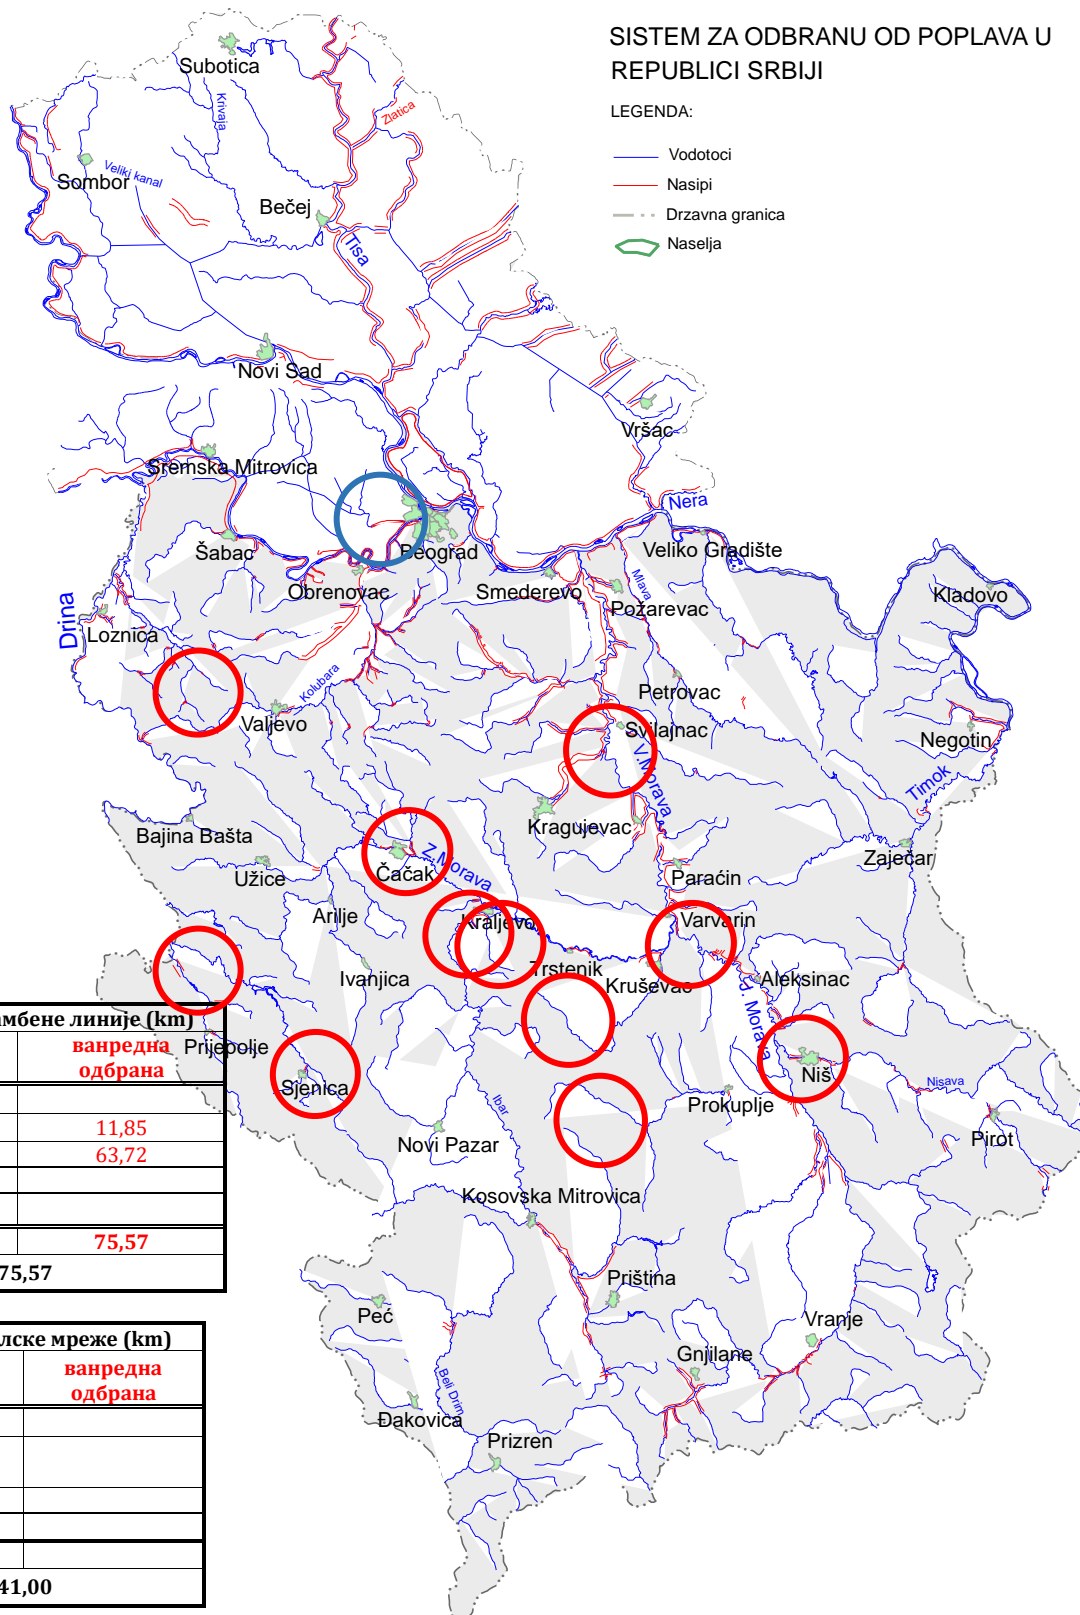 SISTEM ZA ODBRANU OD POPLAVA U
REPUBLICI SRBIJI
LEGENDA:
Vodotoci
Nasipi
Drzavna granica
Naselja
Subotica
Krivaja
Zlatica
Sombor
Veliki kanal
Bečej
Tisa
Novi Sad
Vršac
Sremska Mitrovica
Nera
Šabac
Beograd
Veliko Gradište
Obrenovac
Smederevo
Mlava
Požarevac
Kladovo
Drina
Loznica
Kolubara
Petrovac
Valjevo
Svilajnac
Negotin
V.Morava
Timok
Bajina Bašta
Kragujevac
Z.Morava
Zaječar
Užice
Čačak
Paraćin
Arilje
Kraljevo
Varvarin
Ivanjica
Trstenik
Kruševac
Aleksinac
J. Morava
Prijepolje
Sjenica
Niš
Nisava
Ibar
Prokuplje
Pirot
Novi Pazar
Kosovska Mitrovica
Priština
Peć
Vranje
Gnjilane
Beli Drim
Đakovica
Prizren
амбене линије (km)
ванредна
одбрана
11,85
63,72
75,57
75,57
лске мреже (km)
ванредна
одбрана
41,00